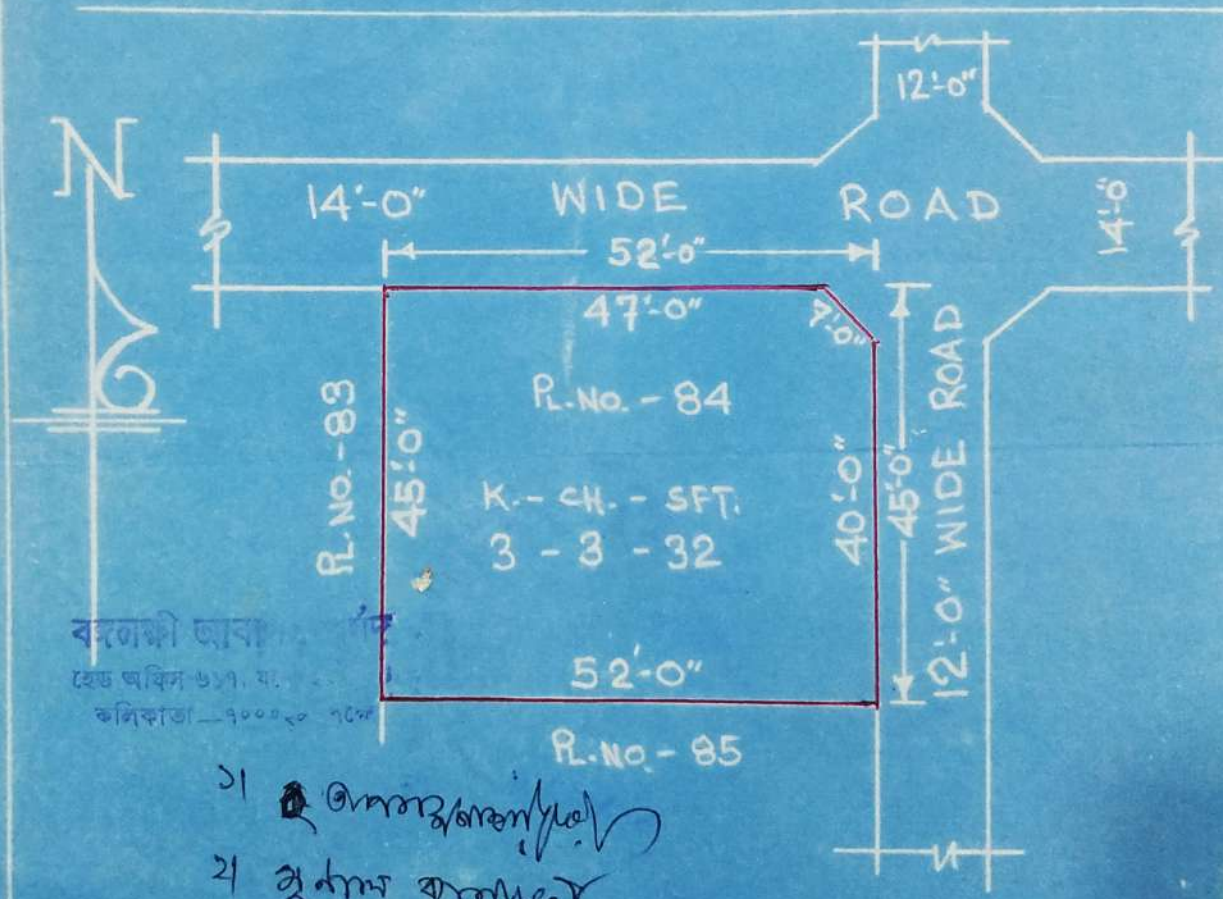 12'-0"
N
14'-0" WIDE ROAD
14'-0"
52'-0"
47'-0"
7'-0"
PL.NO.-84
PL.NO.-83
45'-0"
K.-CH.-SFT.
3-3-32
40'-0"
45'-0"
12'-0" WIDE ROAD
52'-0"
হেড অফিস ৬১৭,
কলিকাতা
PL.NO.-85
১।
২।